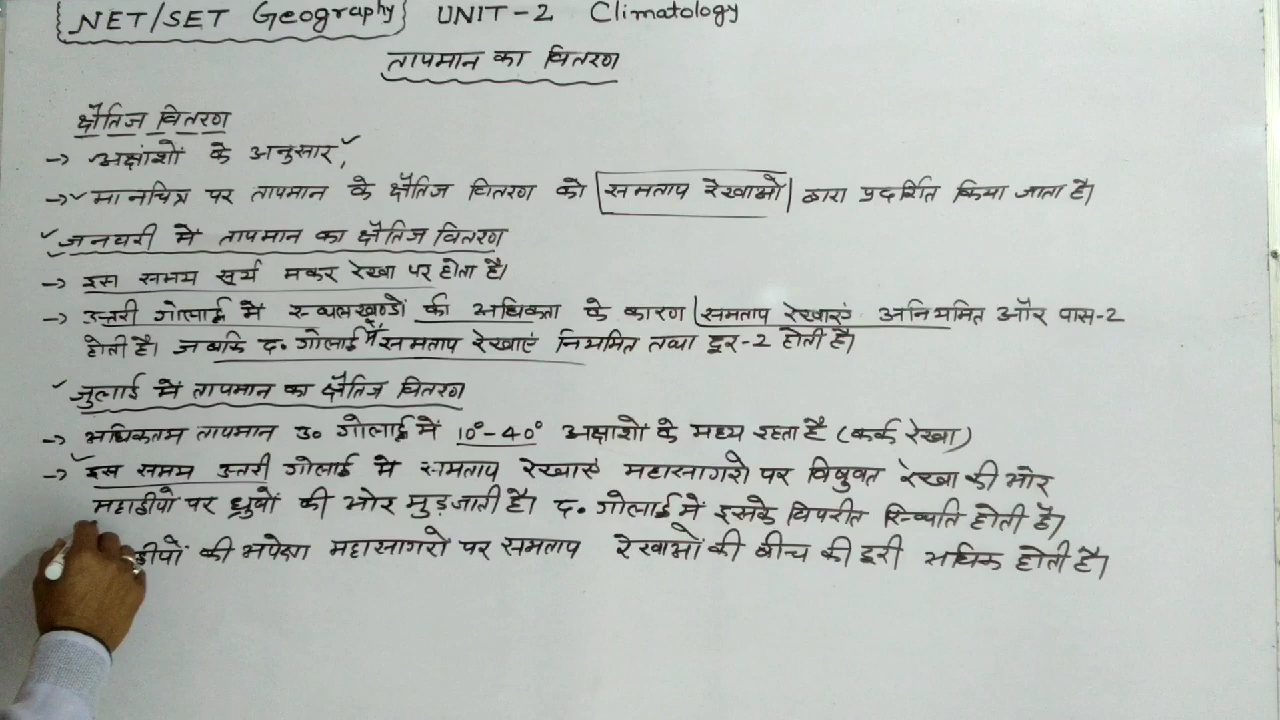 NET/SET Geography UNIT-2 Climatology
तापमान का वितरण
क्षैतिज वितरण
→ अक्षांशों के अनुसार,
→ मानचित्र पर तापमान के क्षैतिज वितरण को समताप रेखाओं द्वारा प्रदर्शित किया जाता है।
जनवरी में तापमान का क्षैतिज वितरण
→ इस समय सूर्य मकर रेखा पर होता है।
→ उत्तरी गोलार्द्ध में स्थलखण्डों की अधिकता के कारण समताप रेखाएं अनियमित और पास-2
होती है। जबकि द० गोलार्द्ध में समताप रेखाएं नियमित तथा दूर-2 होती है।
जुलाई में तापमान का क्षैतिज वितरण
→ अधिकतम तापमान उ० गोलार्द्ध में 10°-40° अक्षाशों के मध्य रहता है (कर्क रेखा)
→ इस समय उत्तरी गोलार्द्ध में समताप रेखाएं महासागरो पर विषुवत रेखा की ओर
महाद्वीपो पर ध्रुवों की ओर मुड़ जाती है। द० गोलार्द्ध में इसके विपरीत स्थिति होती है।
द्वीपों की अपेक्षा महासागरो पर समताप रेखाओं की बीच की दूरी अधिक होती है।